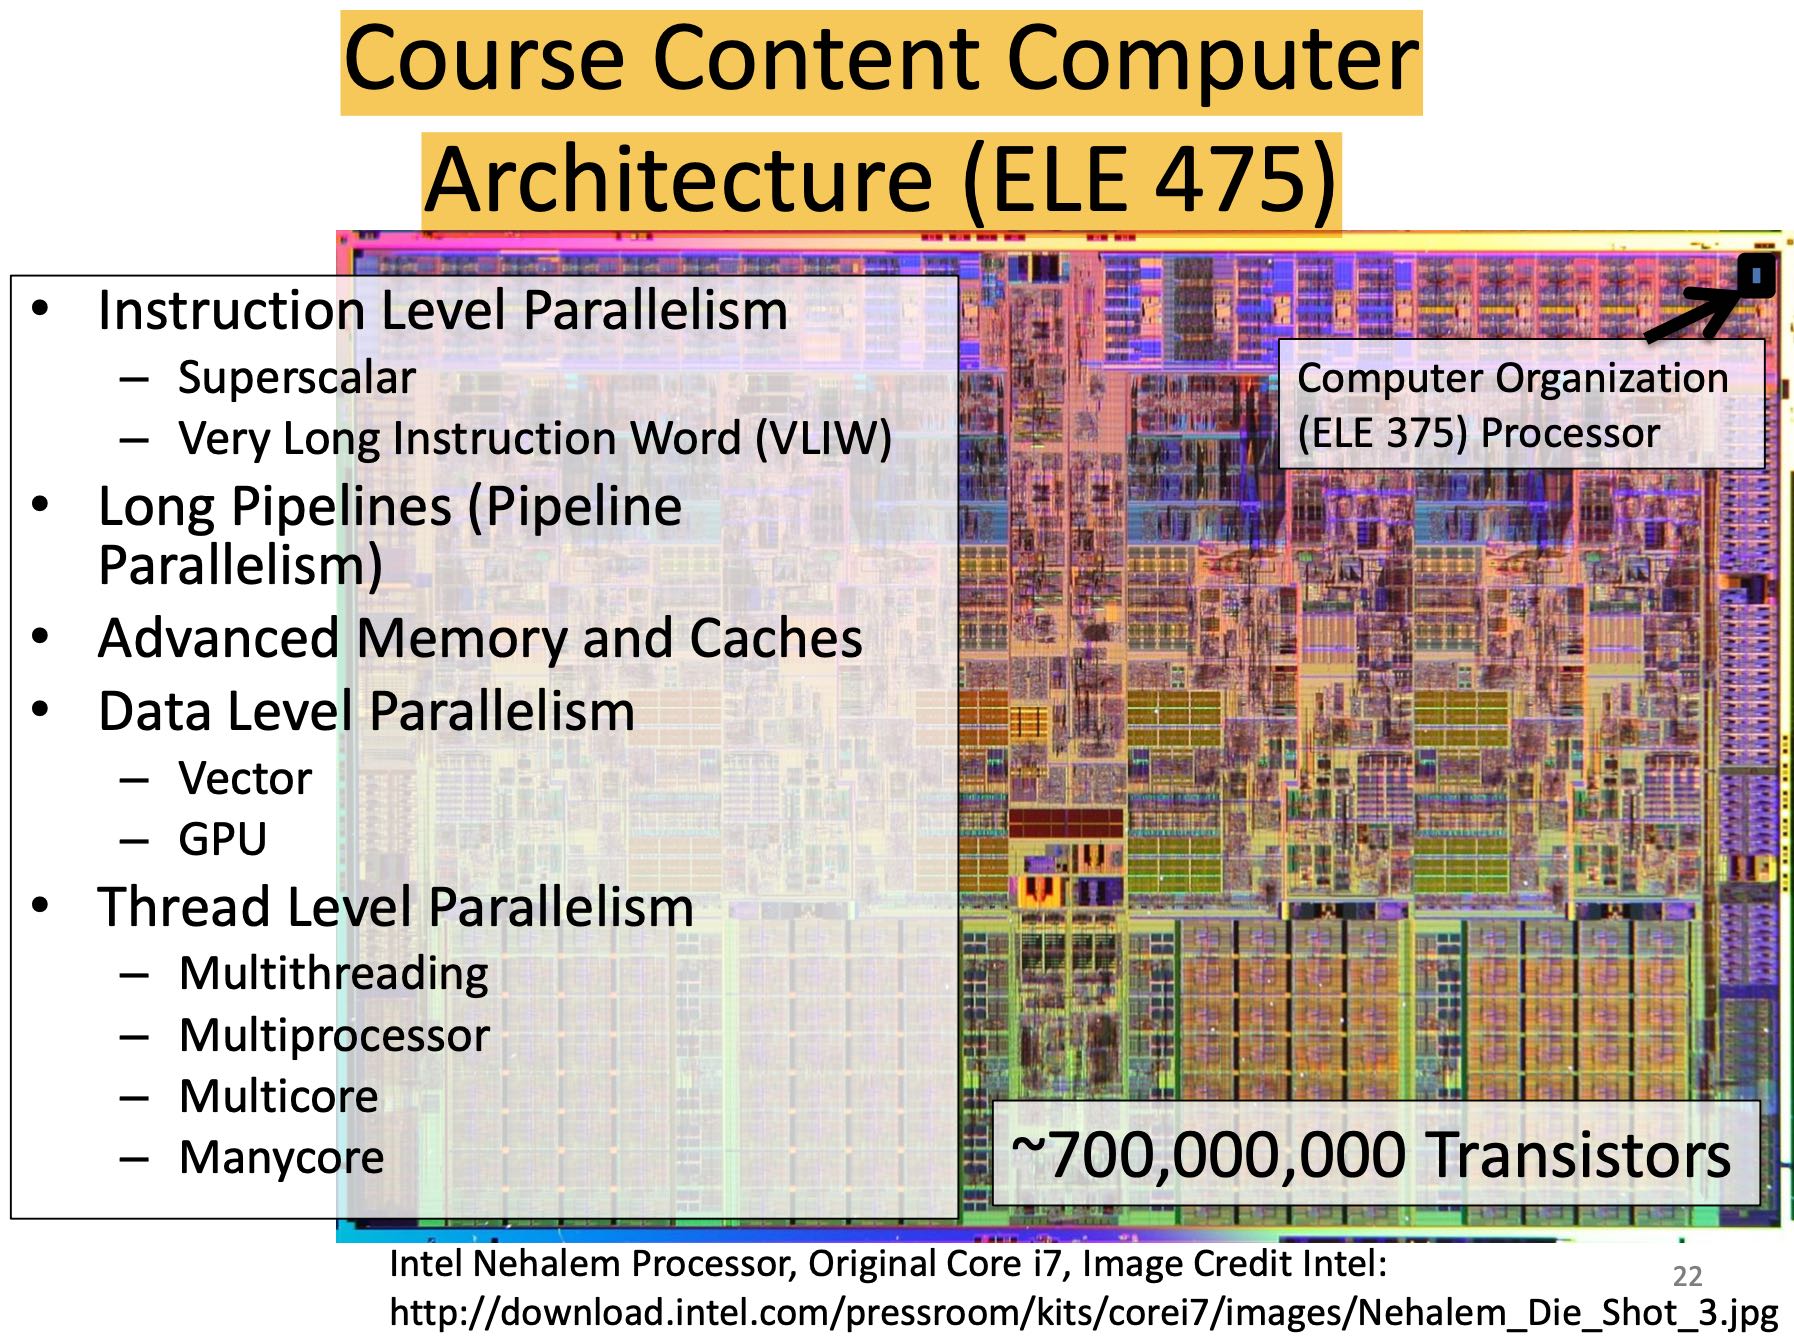 Course Content Computer
Architecture (ELE 475)
• Instruction Level Parallelism
– Superscalar
– Very Long Instruction Word (VLIW)
• Long Pipelines (Pipeline
Parallelism)
• Advanced Memory and Caches
• Data Level Parallelism
– Vector
– GPU
• Thread Level Parallelism
– Multithreading
– Multiprocessor
– Multicore
– Manycore
Computer Organization
(ELE 375) Processor
~700,000,000 Transistors
Intel Nehalem Processor, Original Core i7, Image Credit Intel:
http://download.intel.com/pressroom/kits/corei7/images/Nehalem_Die_Shot_3.jpg
22